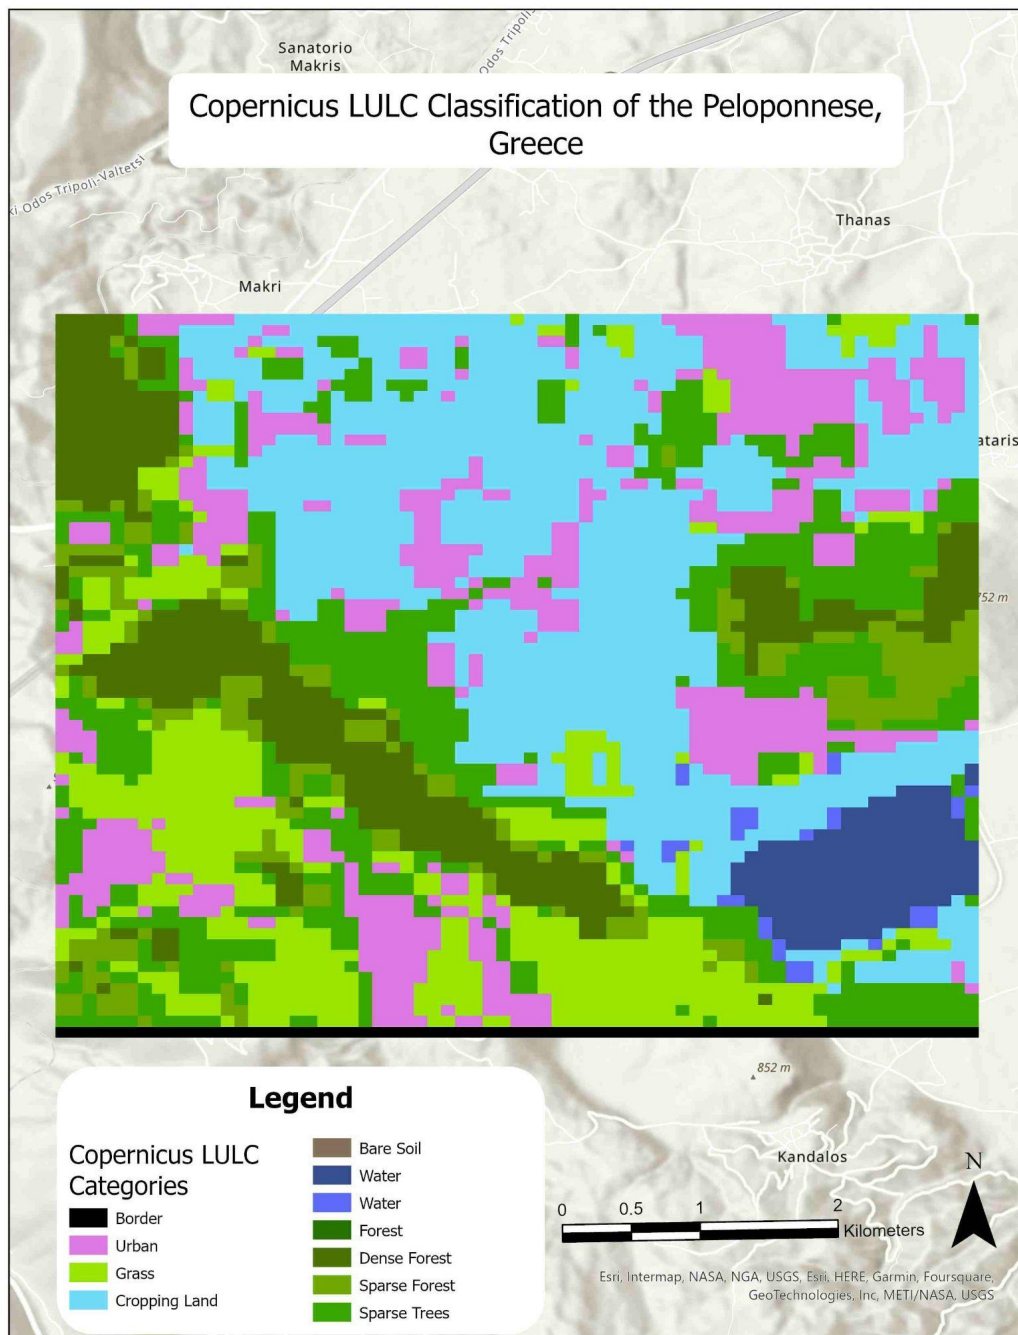 Sanatorio
Makris
Odos Tripolis
Copernicus LULC Classification of the Peloponnese,
Greece
Odos Tripoli-Valtetsi
Thanas
Makri
ataris
752 m
852 m
Kandalos
Legend
Copernicus LULC
Categories
Border
Urban
Grass
Cropping Land
Bare Soil
Water
Water
Forest
Dense Forest
Sparse Forest
Sparse Trees
N
0 0.5 1 2
Kilometers
Esri, Intermap, NASA, NGA, USGS, Esri, HERE, Garmin, Foursquare,
GeoTechnologies, Inc, METI/NASA, USGS